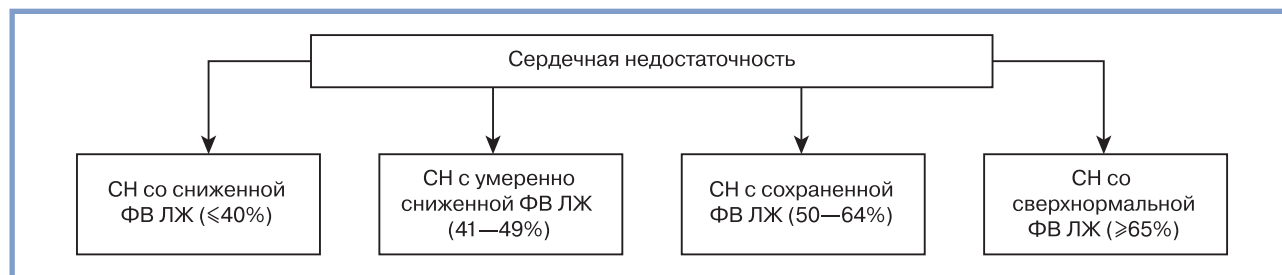 Сердечная недостаточность
СН со сниженной
ФВ ЛЖ (⩽40%)
СН с умеренно
сниженной ФВ ЛЖ
(41—49%)
СН с сохраненной
ФВ ЛЖ (50—64%)
СН со
сверхнормальной
ФВ ЛЖ (⩾65%)